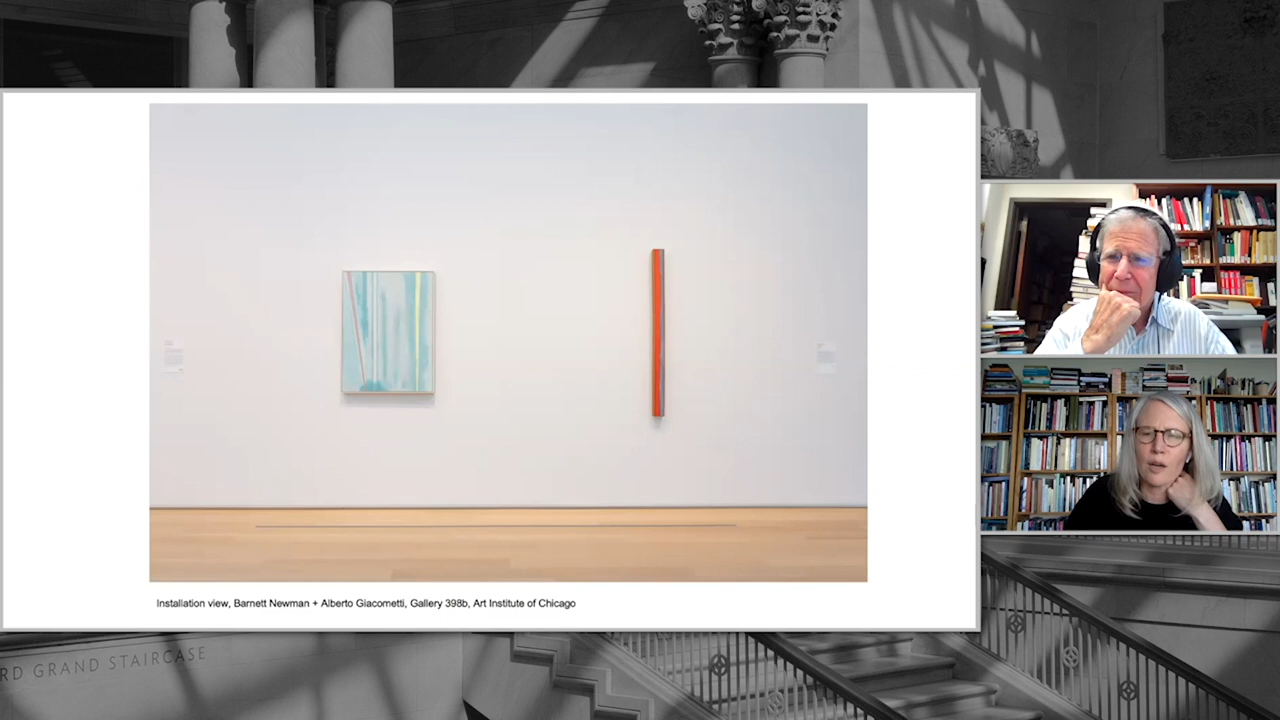 Installation view, Barnett Newman + Alberto Giacometti, Gallery 398b, Art Institute of Chicago
RD GRAND STAIRCASE